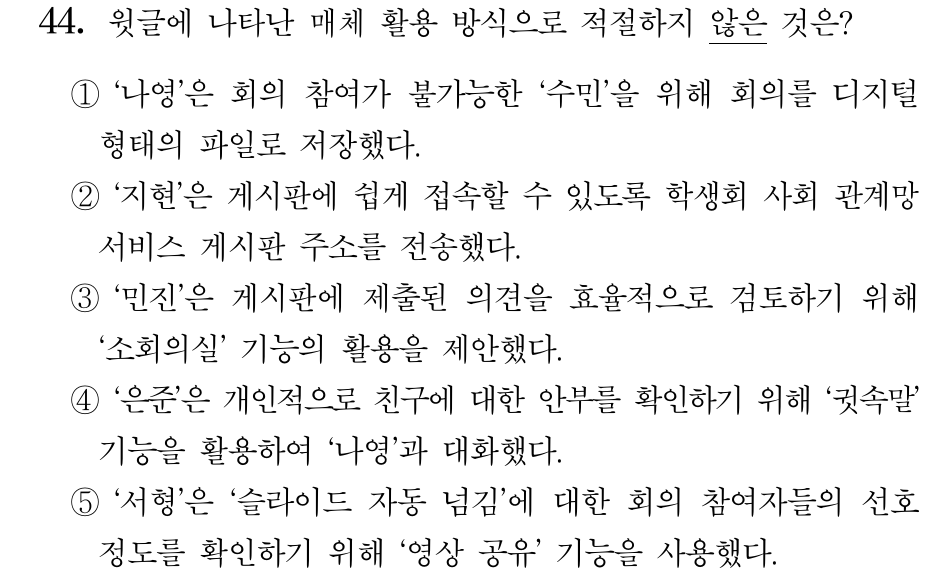 44. 윗글에 나타난 매체 활용 방식으로 적절하지 않은 것은?
① ‘나영’은 회의 참여가 불가능한 ‘수민’을 위해 회의를 디지털
형태의 파일로 저장했다.
② ‘지현’은 게시판에 쉽게 접속할 수 있도록 학생회 사회 관계망
서비스 게시판 주소를 전송했다.
③ ‘민진’은 게시판에 제출된 의견을 효율적으로 검토하기 위해
‘소회의실’ 기능의 활용을 제안했다.
④ ‘은준’은 개인적으로 친구에 대한 안부를 확인하기 위해 ‘귓속말’
기능을 활용하여 ‘나영’과 대화했다.
⑤ ‘서형’은 ‘슬라이드 자동 넘김’에 대한 회의 참여자들의 선호
정도를 확인하기 위해 ‘영상 공유’ 기능을 사용했다.